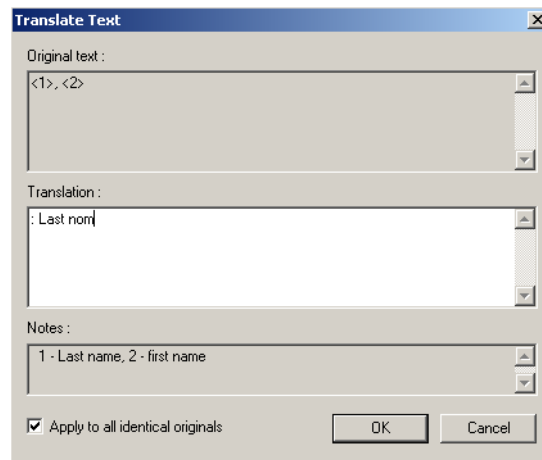 Translate Text
Original text :
<1>, <2>
Translation :
: Last nom
Notes :
1 - Last name, 2 - first name
Apply to all identical originals
OK
Cancel